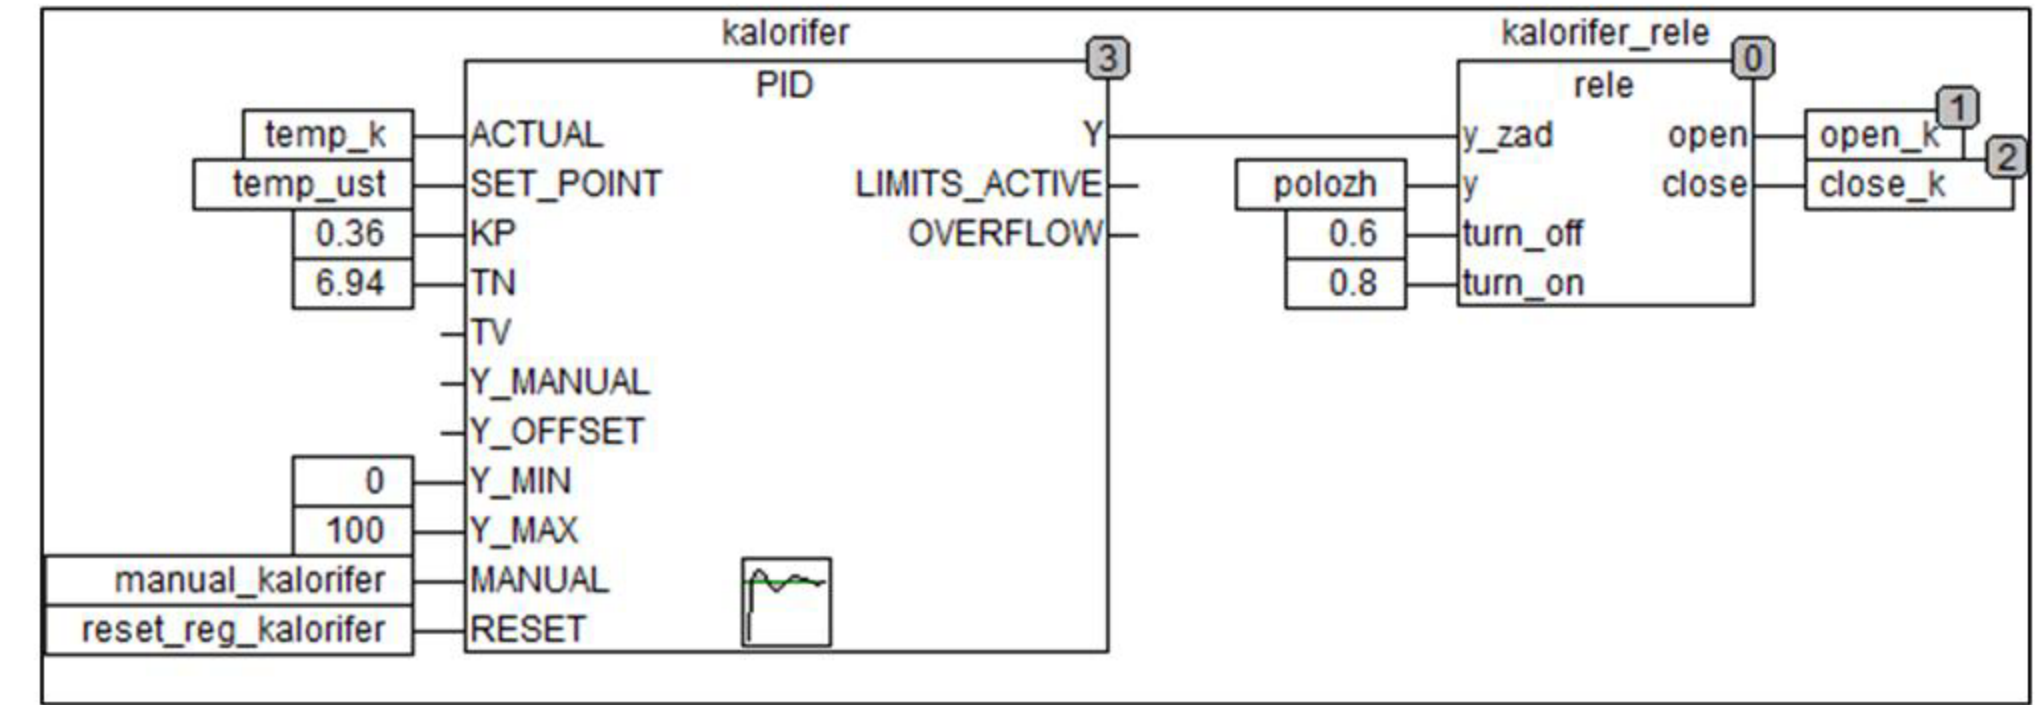 kalorifer
3
PID
temp_k
ACTUAL
Y
temp_ust
SET_POINT
LIMITS_ACTIVE
0.36
KP
OVERFLOW
6.94
TN
TV
Y_MANUAL
Y_OFFSET
0
Y_MIN
100
Y_MAX
manual_kalorifer
MANUAL
reset_reg_kalorifer
RESET
kalorifer_rele
0
rele
y_zad
open
open_k
1
polozh
y
close
close_k
2
0.6
turn_off
0.8
turn_on